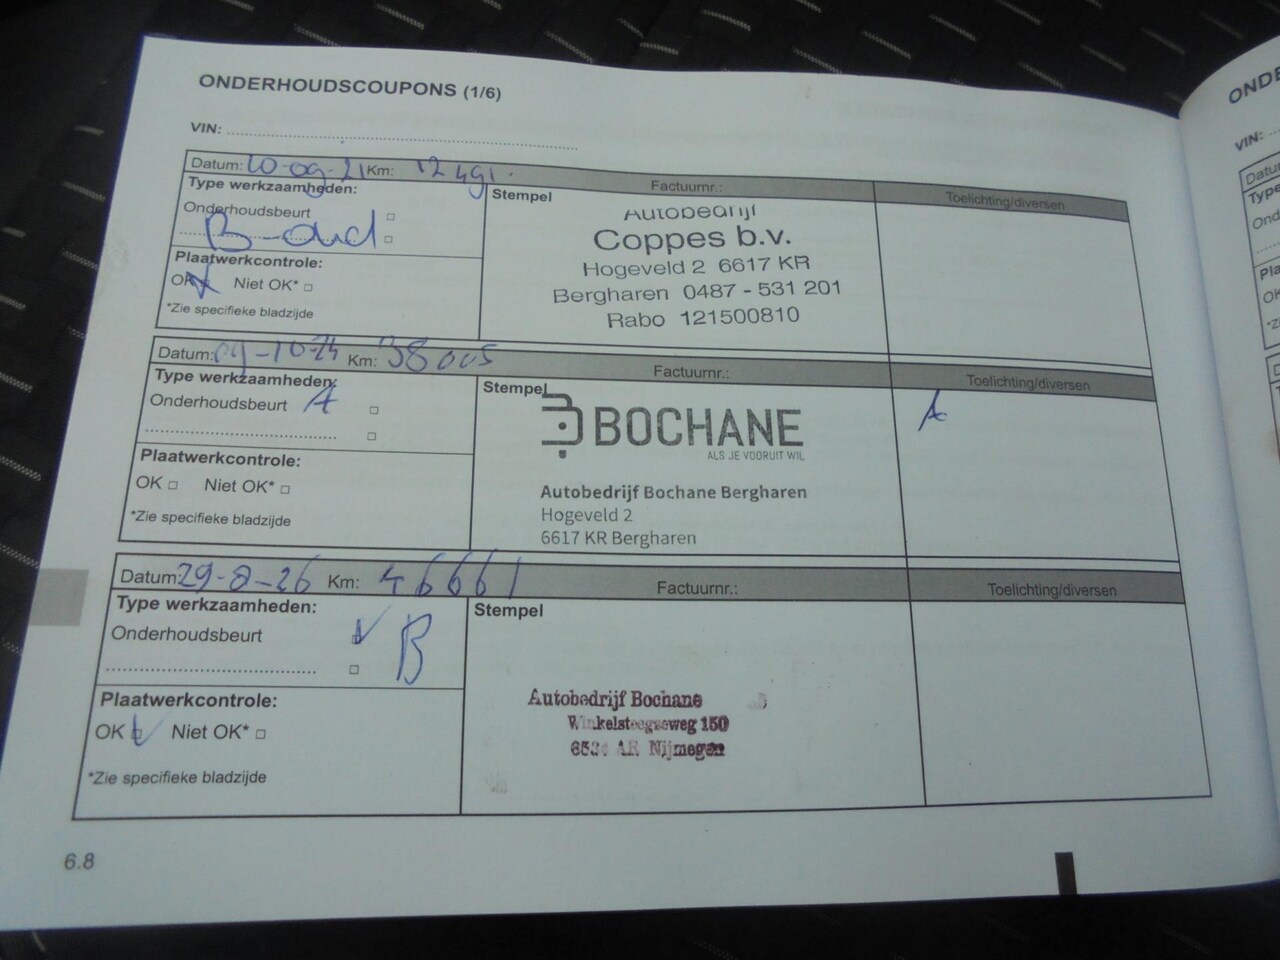 ONDERHOUDSCOUPONS (1/6)
VIN:
Datum: 10-09-21 Km: 12491. Factuurnr.: Toelichting/diversen
Type werkzaamheden:
Stempel
Onderhoudsbeurt
B-oud
Plaatwerkcontrole:
OK Niet OK*
*Zie specifieke bladzijde
Autobedrijf
Coppes b.v.
Hogeveld 2 6617 KR
Bergharen 0487 - 531 201
Rabo 121500810
Datum: 09-10-24 Km: 38005 Factuurnr.: Toelichting/diversen
Type werkzaamheden:
Stempel
Onderhoudsbeurt A
Plaatwerkcontrole:
OK Niet OK*
*Zie specifieke bladzijde
BOCHANE
ALS JE VOORUIT WIL
Autobedrijf Bochane Bergharen
Hogeveld 2
6617 KR Bergharen
A
Datum: 29-8-26 Km: 46661 Factuurnr.: Toelichting/diversen
Type werkzaamheden:
Stempel
Onderhoudsbeurt B
Plaatwerkcontrole:
OK Niet OK*
*Zie specifieke bladzijde
Autobedrijf Bochane
Winkelsteegseweg 150
AR Nijmegen
6.8
VIN: